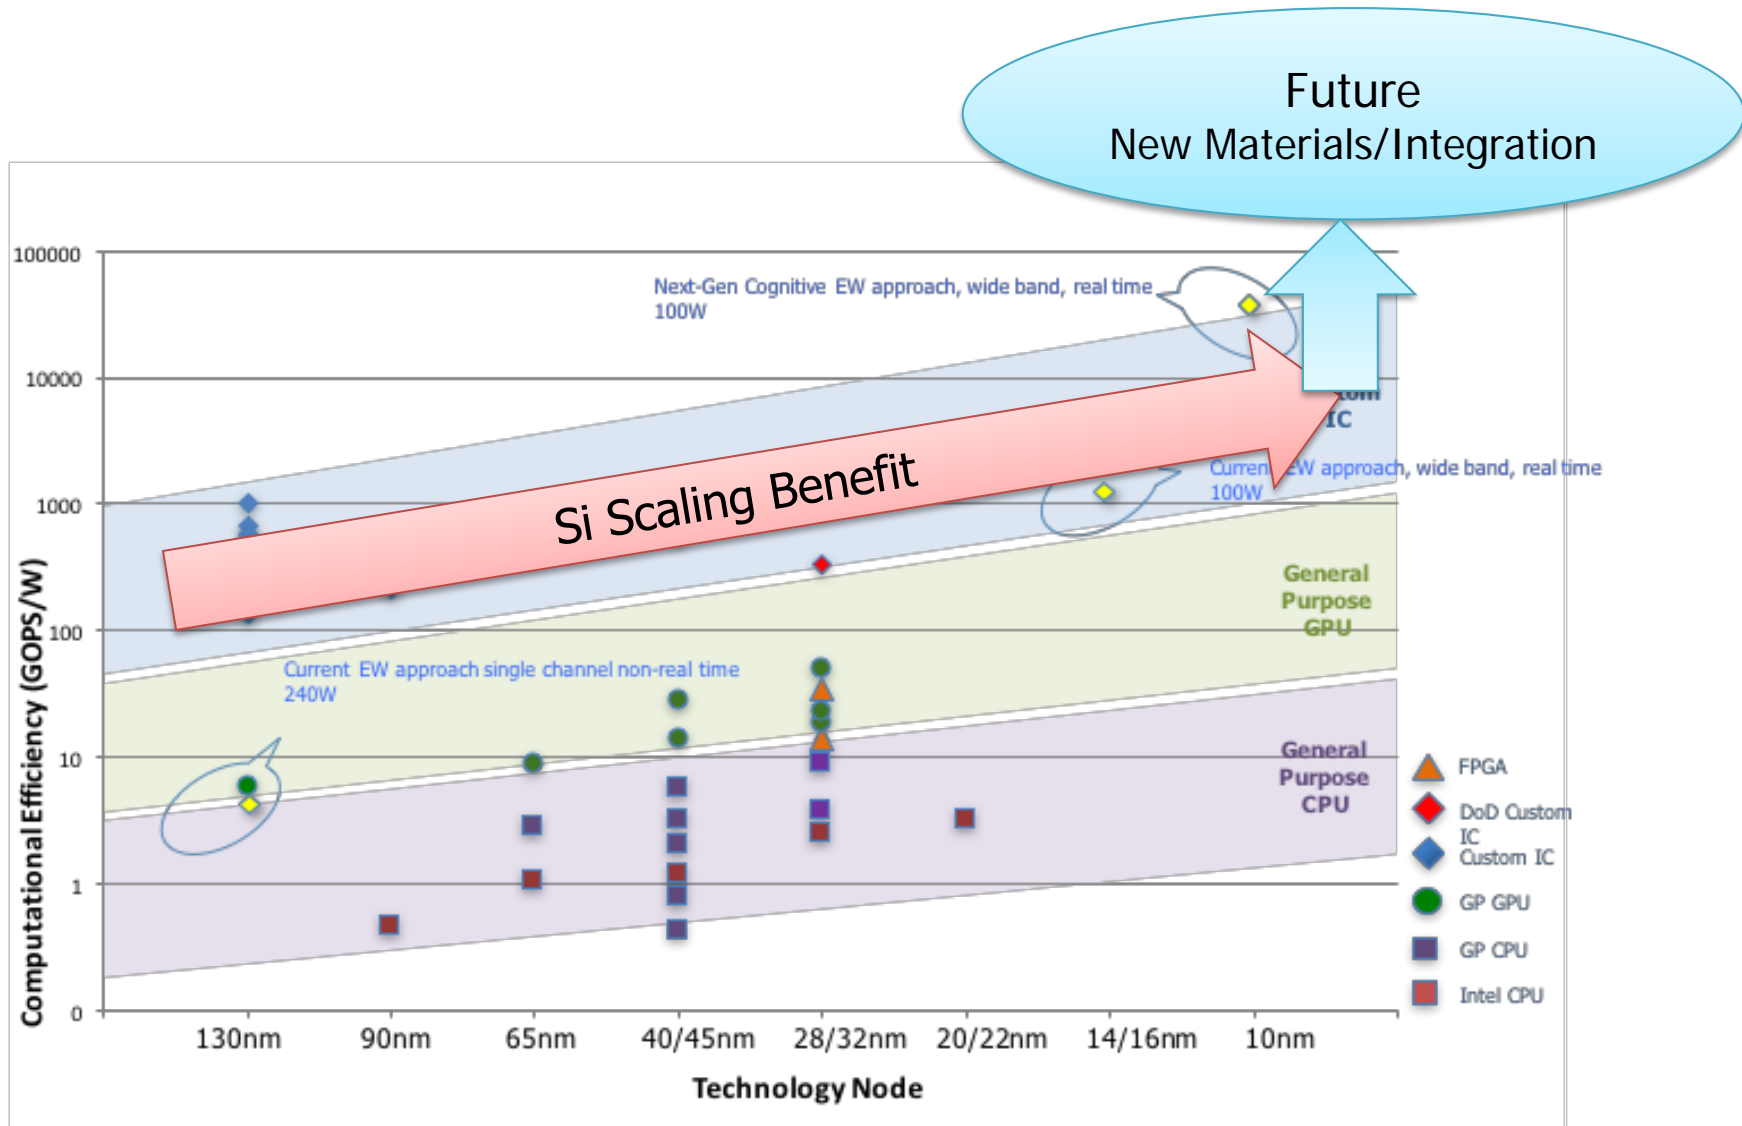 Future
New Materials/Integration
100000
Next-Gen Cognitive EW approach, wide band, real time
100W
10000
IC
Si Scaling Benefit
Current EW approach, wide band, real time
100W
1000
General
Purpose
GPU
100
Current EW approach single channel non-real time
240W
10
General
Purpose
CPU
1
0
Computational Efficiency (GOPS/W)
FPGA
DoD Custom
IC
Custom IC
GP GPU
GP CPU
Intel CPU
130nm
90nm
65nm
40/45nm
28/32nm
20/22nm
14/16nm
10nm
Technology Node